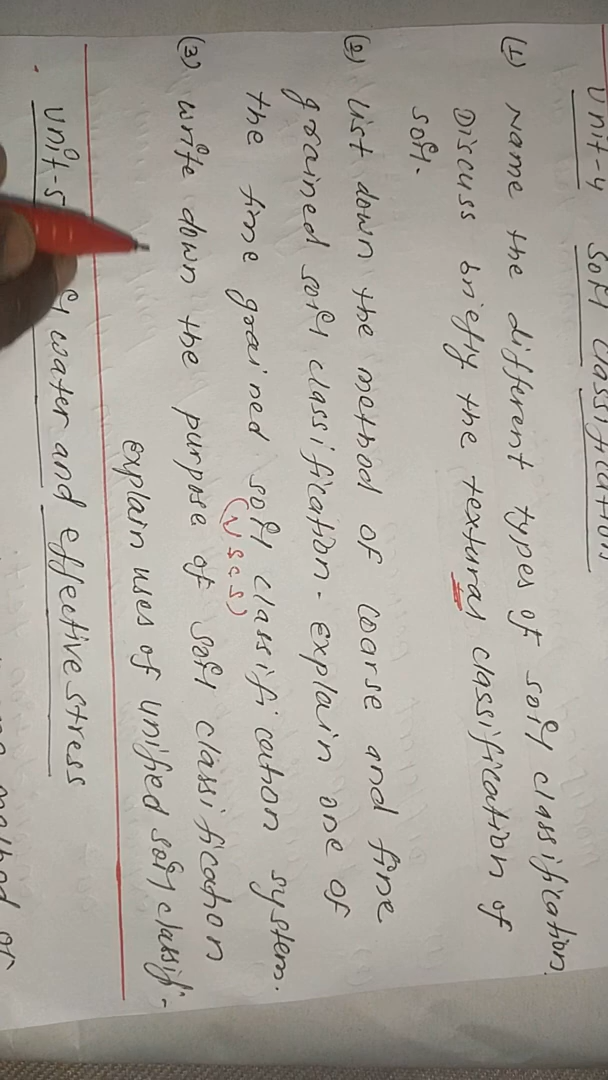 Unit-4 Soil classification
(1) Name the different types of soil classification.
Discuss briefly the textural classification of
soil.
(2) List down the method of coarse and fine
grained soil classification. Explain one of
the fine grained soil classification system.
(USCS)
(3) Write down the purpose of soil classification
explain uses of unified soil classifi-
Unit-5 water and effective stress
method of